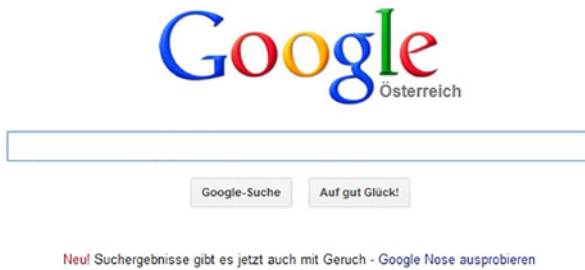 Google
Österreich
Google-Suche Auf gut Glück!
Neu! Suchergebnisse gibt es jetzt auch mit Geruch - Google Nose ausprobieren